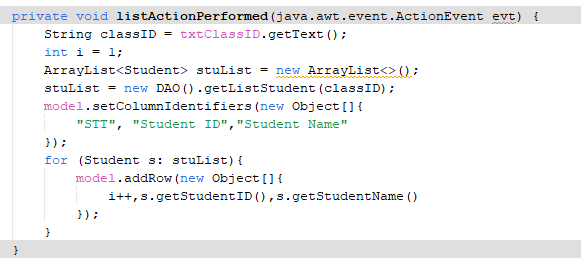 private void listActionPerformed(java.awt.event.ActionEvent evt) {
    String classID = txtClassID.getText();
    int i = 1;
    ArrayList<Student> stuList = new ArrayList<>();
    stuList = new DAO().getListStudent(classID);
    model.setColumnIdentifiers(new Object[]{
        "STT", "Student ID","Student Name"
    });
    for (Student s: stuList){
        model.addRow(new Object[]{
            i++,s.getStudentID(),s.getStudentName()
        });
    }
}